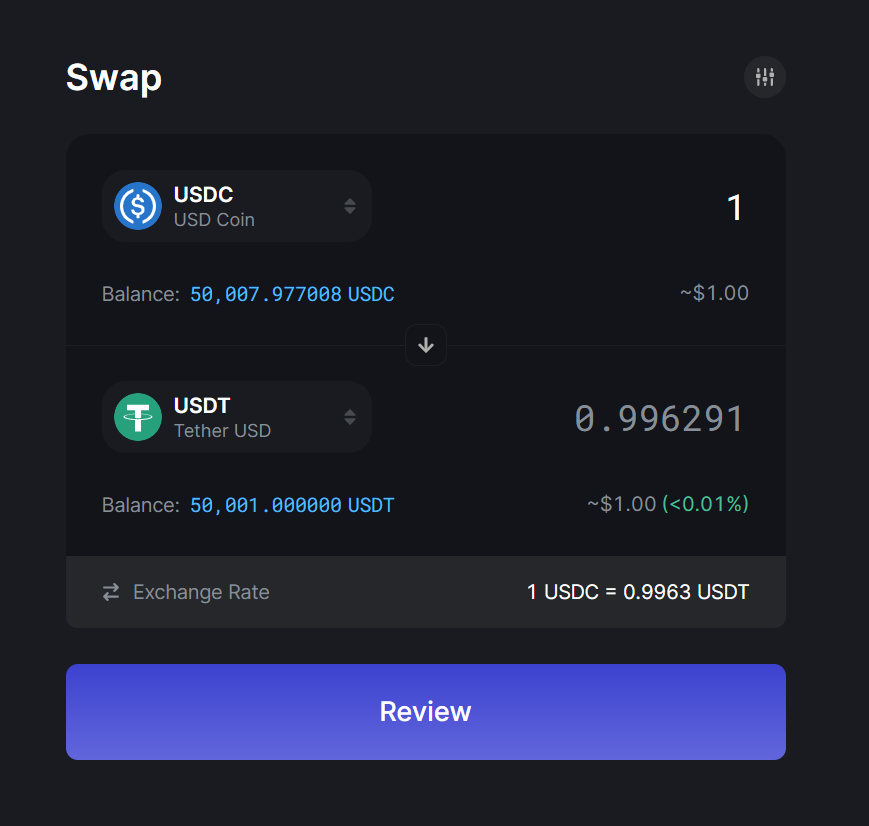 Swap
USDC
USD Coin
1
Balance: 50,007.977008 USDC
~$1.00
USDT
Tether USD
0.996291
Balance: 50,001.000000 USDT
~$1.00 (<0.01%)
Exchange Rate
1 USDC = 0.9963 USDT
Review